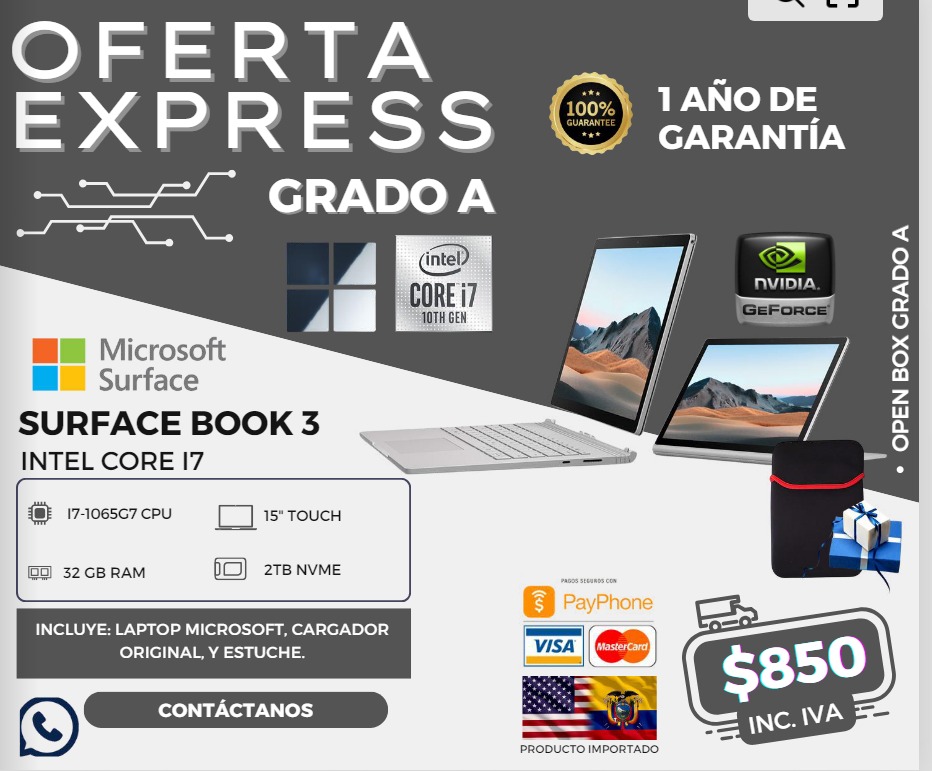 OFERTA
EXPRESS
GRADO A
100%
GUARANTEE
1 AÑO DE
GARANTÍA
intel
CORE i7
10TH GEN
NVIDIA.
GEFORCE
• OPEN BOX GRADO A
Microsoft
Surface
SURFACE BOOK 3
INTEL CORE I7
I7-1065G7 CPU
15" TOUCH
32 GB RAM
2TB NVME
INCLUYE: LAPTOP MICROSOFT, CARGADOR
ORIGINAL, Y ESTUCHE.
CONTÁCTANOS
PAGOS SEGUROS CON
PayPhone
VISA
MasterCard
PRODUCTO IMPORTADO
$850
INC. IVA